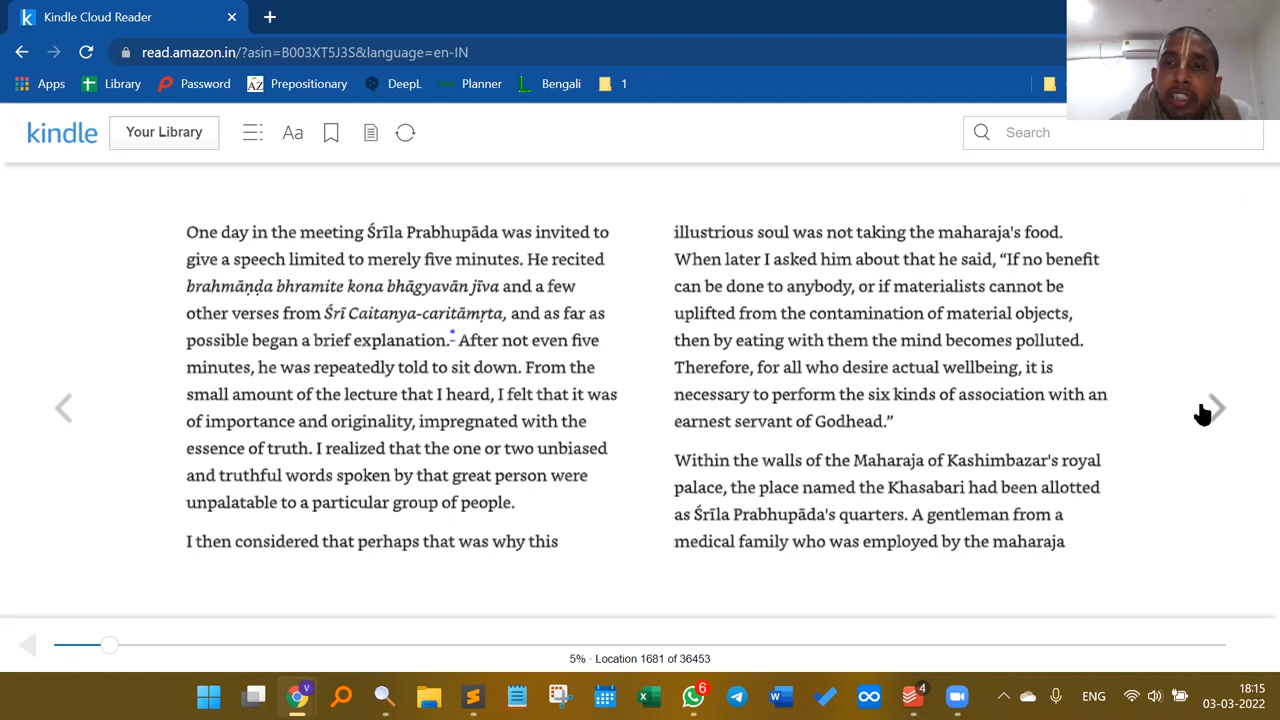 Kindle Cloud Reader
read.amazon.in/?asin=B003XT5J3S&language=en-IN
Apps Library Password AZ Prepositionary DeepL Planner Bengali 1
kindle Your Library Aa Search
One day in the meeting Śrīla Prabhupāda was invited to
give a speech limited to merely five minutes. He recited
brahmāṇḍa bhramite kona bhāgyavān jīva and a few
other verses from Śrī Caitanya-caritāmṛta, and as far as
possible began a brief explanation.* After not even five
minutes, he was repeatedly told to sit down. From the
small amount of the lecture that I heard, I felt that it was
of importance and originality, impregnated with the
essence of truth. I realized that the one or two unbiased
and truthful words spoken by that great person were
unpalatable to a particular group of people.
I then considered that perhaps that was why this
illustrious soul was not taking the maharaja's food.
When later I asked him about that he said, “If no benefit
can be done to anybody, or if materialists cannot be
uplifted from the contamination of material objects,
then by eating with them the mind becomes polluted.
Therefore, for all who desire actual wellbeing, it is
necessary to perform the six kinds of association with an
earnest servant of Godhead.”
Within the walls of the Maharaja of Kashimbazar's royal
palace, the place named the Khasabari had been allotted
as Śrīla Prabhupāda's quarters. A gentleman from a
medical family who was employed by the maharaja
5% · Location 1681 of 36453
6 4 ENG 18:15
03-03-2022